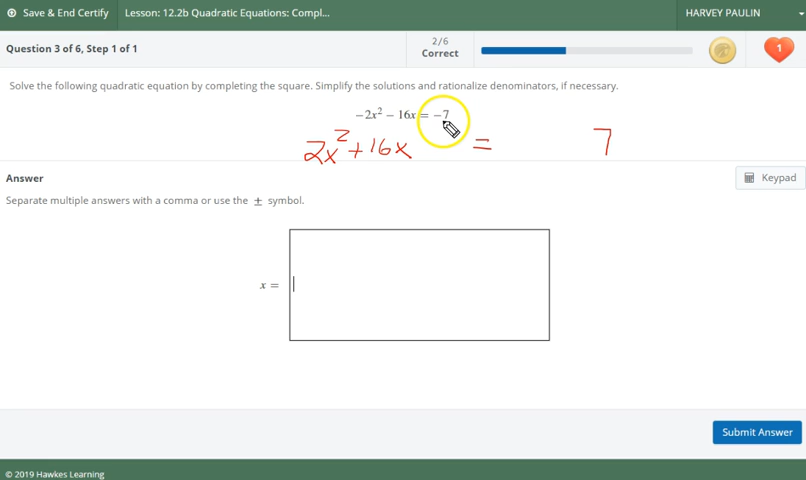 Save & End Certify Lesson: 12.2b Quadratic Equations: Compl... HARVEY PAULIN
Question 3 of 6, Step 1 of 1
2/6
Correct
1
Solve the following quadratic equation by completing the square. Simplify the solutions and rationalize denominators, if necessary.
−2x² − 16x = −7
2x² + 16x = 7
Answer
Keypad
Separate multiple answers with a comma or use the ± symbol.
x =
Submit Answer
© 2019 Hawkes Learning